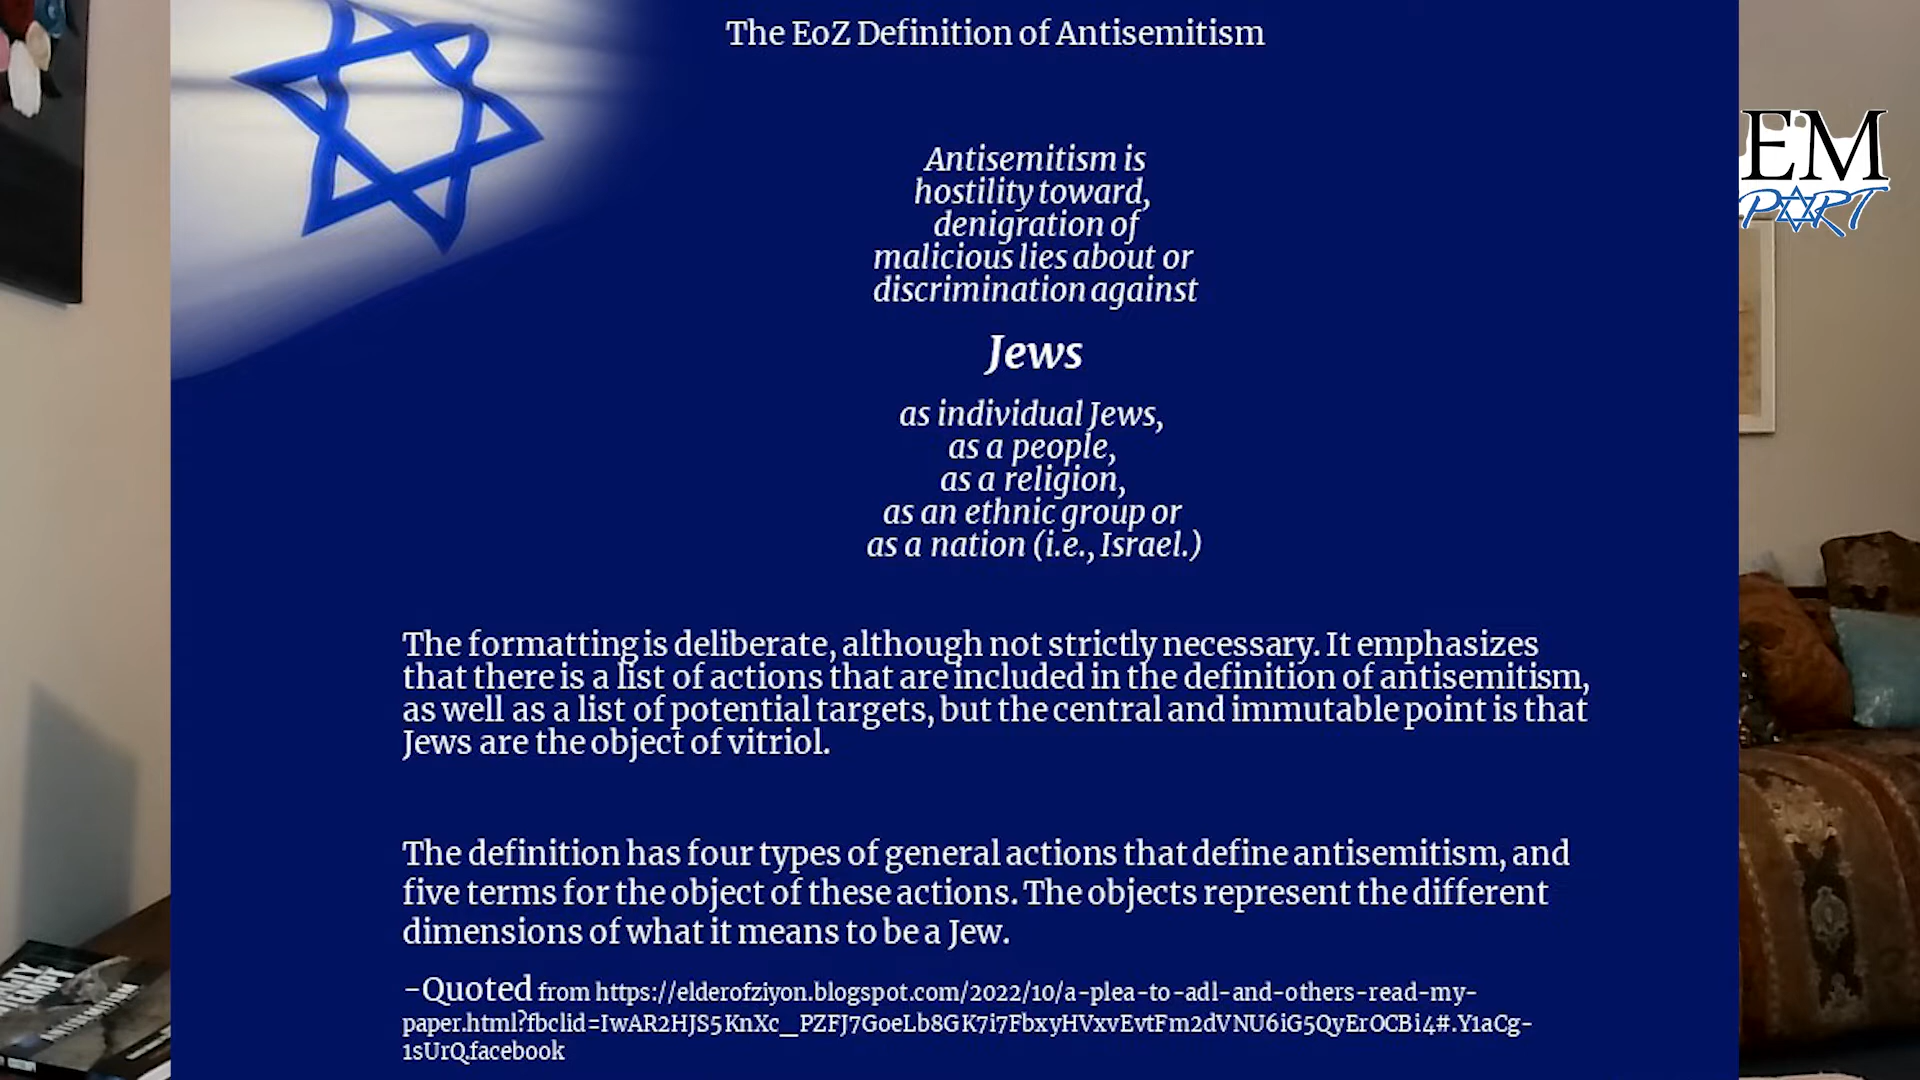 The EoZ Definition of Antisemitism
Antisemitism is
hostility toward,
denigration of
malicious lies about or
discrimination against
Jews
as individual Jews,
as a people,
as a religion,
as an ethnic group or
as a nation (i.e., Israel.)
The formatting is deliberate, although not strictly necessary. It emphasizes
that there is a list of actions that are included in the definition of antisemitism,
as well as a list of potential targets, but the central and immutable point is that
Jews are the object of vitriol.
The definition has four types of general actions that define antisemitism, and
five terms for the object of these actions. The objects represent the different
dimensions of what it means to be a Jew.
-Quoted from https://elderofziyon.blogspot.com/2022/10/a-plea-to-adl-and-others-read-my-
paper.html?fbclid=IwAR2HJS5KnXc_PZFJ7GoeLb8GK7i7FbxyHVxvEvtFm2dVNU6iG5QyErOCBi4#.Y1aCg-
1sUrQ.facebook
EM
PORT